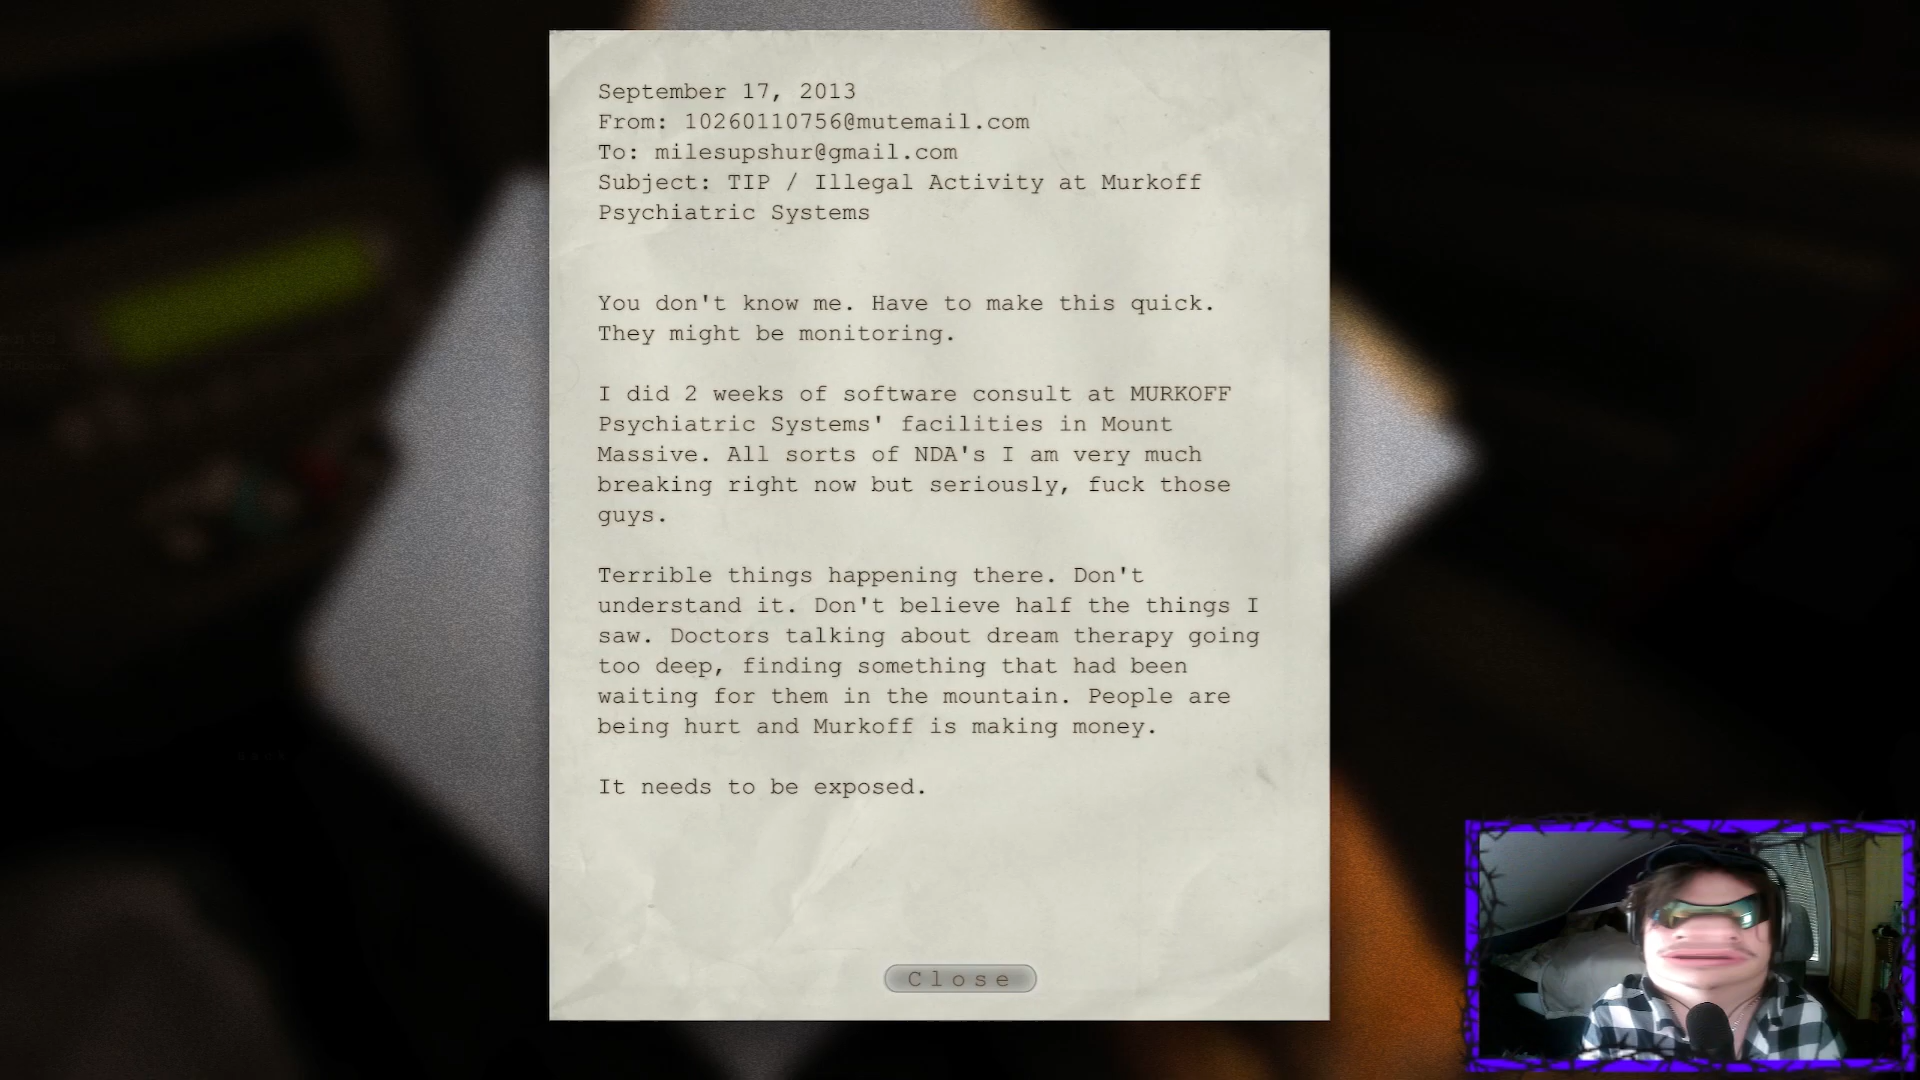 September 17, 2013
From: 10260110756@mutemail.com
To: milesupshur@gmail.com
Subject: TIP / Illegal Activity at Murkoff
Psychiatric Systems
You don't know me. Have to make this quick.
They might be monitoring.
I did 2 weeks of software consult at MURKOFF
Psychiatric Systems' facilities in Mount
Massive. All sorts of NDA's I am very much
breaking right now but seriously, fuck those
guys.
Terrible things happening there. Don't
understand it. Don't believe half the things I
saw. Doctors talking about dream therapy going
too deep, finding something that had been
waiting for them in the mountain. People are
being hurt and Murkoff is making money.
It needs to be exposed.
Close